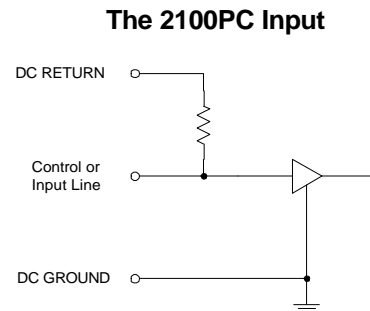 The 2100PC Input
DC RETURN
Control or
Input Line
DC GROUND